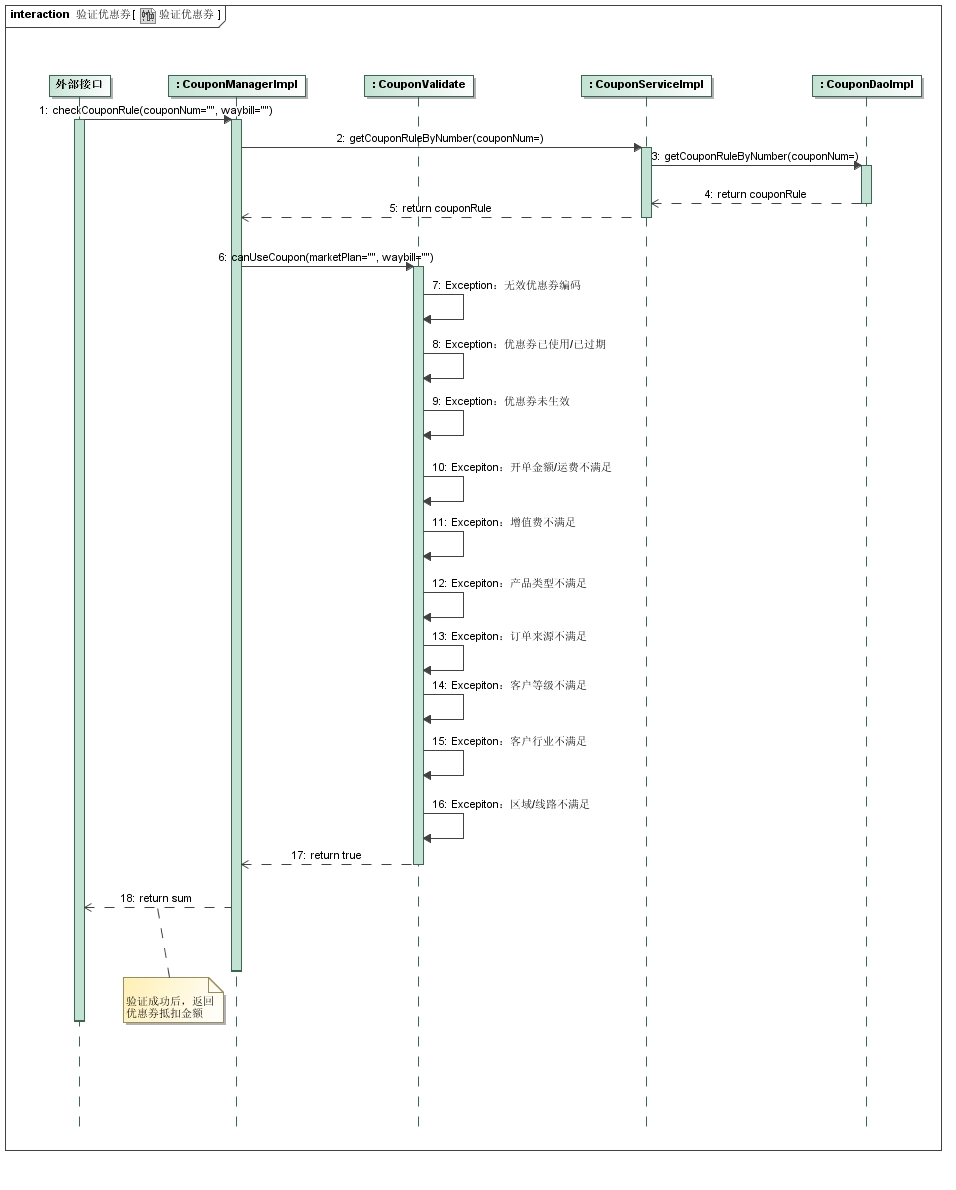 interaction 验证优惠券[ 验证优惠券 ]
外部接口
: CouponManagerImpl
: CouponValidate
: CouponServiceImpl
: CouponDaoImpl
1: checkCouponRule(couponNum="", waybill="")
2: getCouponRuleByNumber(couponNum=)
3: getCouponRuleByNumber(couponNum=)
4: return couponRule
5: return couponRule
6: canUseCoupon(marketPlan="", waybill="")
7: Exception：无效优惠券编码
8: Exception：优惠券已使用/已过期
9: Exception：优惠券未生效
10: Excepiton：开单金额/运费不满足
11: Excepiton：增值费不满足
12: Excepiton：产品类型不满足
13: Excepiton：订单来源不满足
14: Excepiton：客户等级不满足
15: Excepiton：客户行业不满足
16: Excepiton：区域/线路不满足
17: return true
18: return sum
验证成功后，返回
优惠券抵扣金额